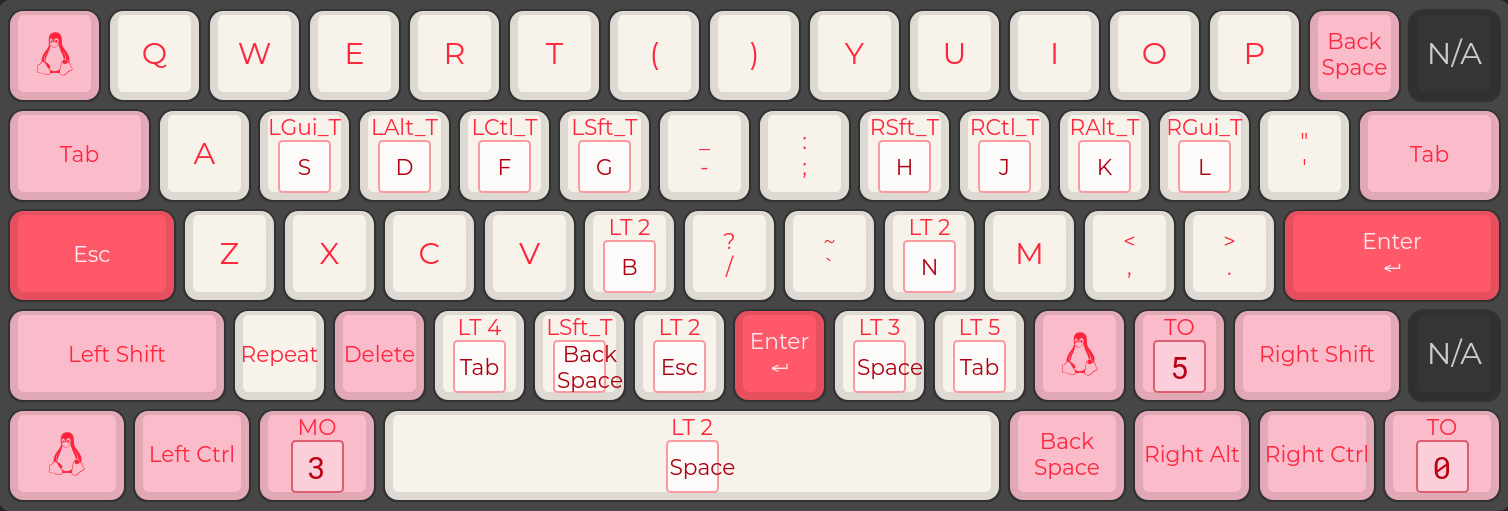 Q W E R T ( ) Y U I O P Back Space N/A
Tab A LGui_T S LAlt_T D LCtl_T F LSft_T G _ - : ; RSft_T H RCtl_T J RAlt_T K RGui_T L " ' Tab
Esc Z X C V LT 2 B ? / ~ ` LT 2 N M < , > . Enter ↵
Left Shift Repeat Delete LT 4 Tab LSft_T Back Space LT 2 Esc Enter ↵ LT 3 Space LT 5 Tab TO 5 Right Shift N/A
Left Ctrl MO 3 LT 2 Space Back Space Right Alt Right Ctrl TO 0